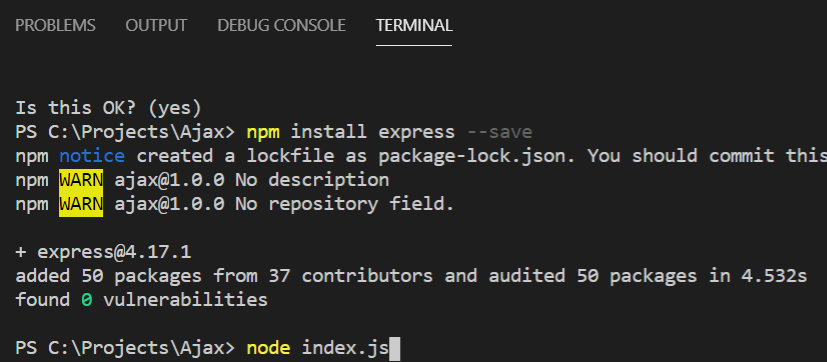 PROBLEMS OUTPUT DEBUG CONSOLE TERMINAL
Is this OK? (yes)
PS C:\Projects\Ajax> npm install express --save
npm notice created a lockfile as package-lock.json. You should commit this
npm WARN ajax@1.0.0 No description
npm WARN ajax@1.0.0 No repository field.
+ express@4.17.1
added 50 packages from 37 contributors and audited 50 packages in 4.532s
found 0 vulnerabilities
PS C:\Projects\Ajax> node index.js